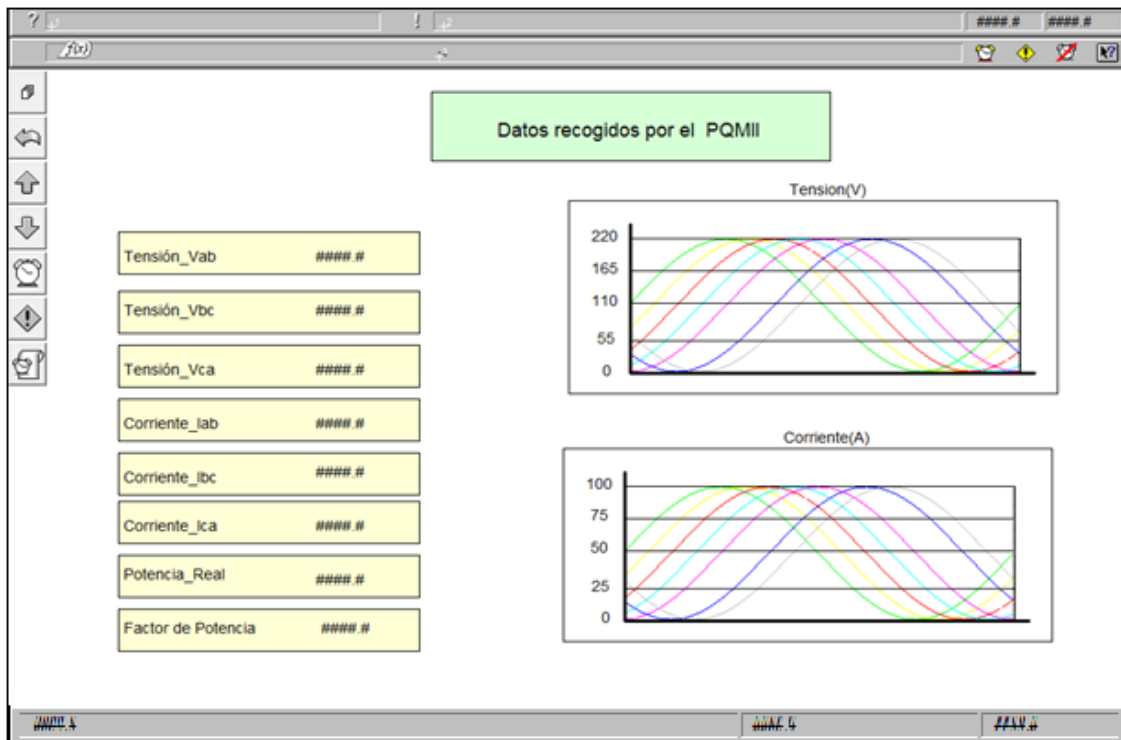 ? !
####.# ####.#
f(x)
Datos recogidos por el PQMII
Tensión_Vab ####.#
Tensión_Vbc ####.#
Tensión_Vca ####.#
Corriente_Iab ####.#
Corriente_Ibc ####.#
Corriente_Ica ####.#
Potencia_Real ####.#
Factor de Potencia ####.#
Tension(V)
220
165
110
55
0
Corriente(A)
100
75
50
25
0